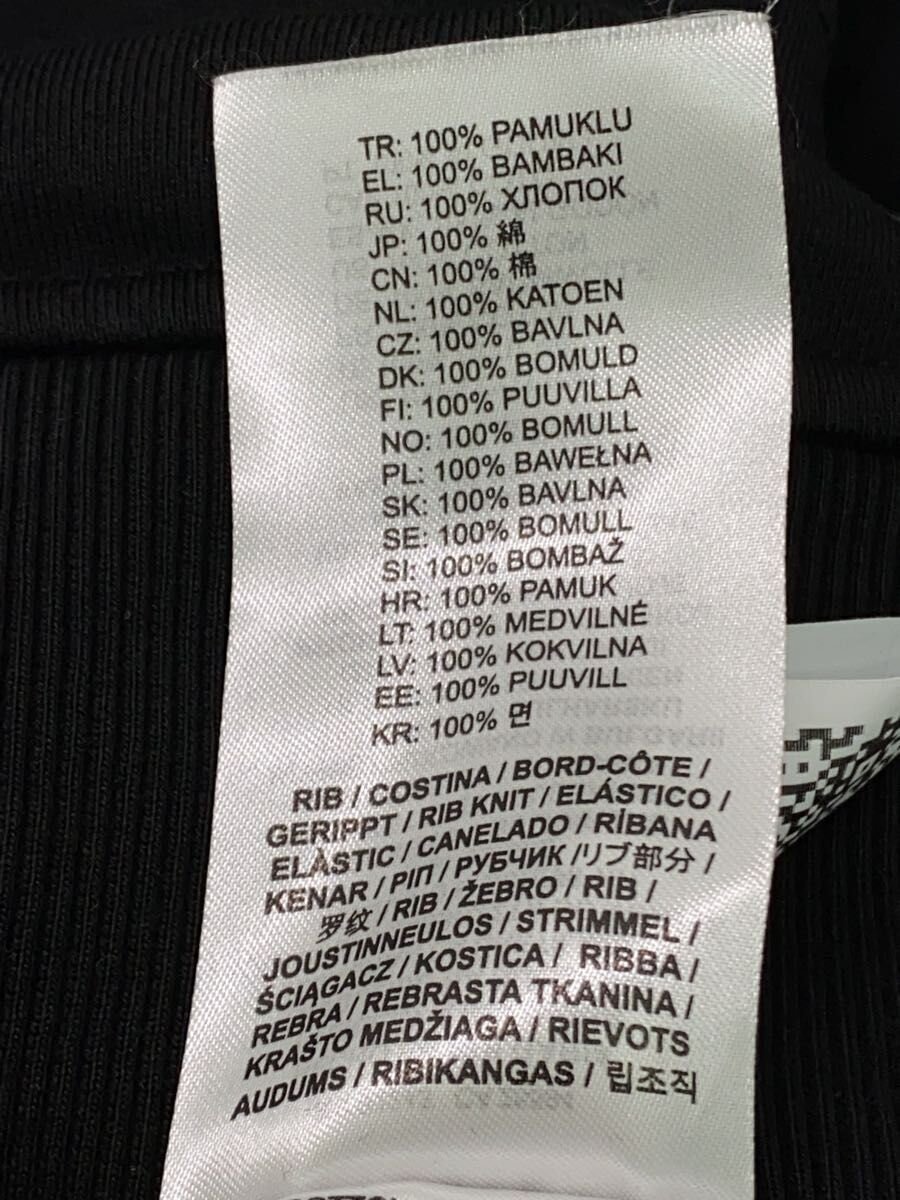 TR: 100% PAMUKLU
EL: 100% BAMBAKI
RU: 100% ХЛОПОК
JP: 100% 綿
CN: 100% 棉
NL: 100% KATOEN
CZ: 100% BAVLNA
DK: 100% BOMULD
FI: 100% PUUVILLA
NO: 100% BOMULL
PL: 100% BAWEŁNA
SK: 100% BAVLNA
SE: 100% BOMULL
SI: 100% BOMBAŽ
HR: 100% PAMUK
LT: 100% MEDVILNĖ
LV: 100% KOKVILNA
EE: 100% PUUVILL
KR: 100% 면
RIB / COSTINA / BORD-CÔTE /
GERIPPT / RIB KNIT / ELÁSTICO /
ELÀSTIC / CANELADO / RİBANA
KENAR / ΡΙΠ / РУБЧИК /リブ部分 /
罗纹 / RIB / ŽEBRO / RIB /
JOUSTINNEULOS / STRIMMEL /
ŚCIĄGACZ / KOSTICA / RIBBA /
REBRA / REBRASTA TKANINA /
KRAŠTO MEDŽIAGA / RIEVOTS
AUDUMS / RIBIKANGAS / 립조직